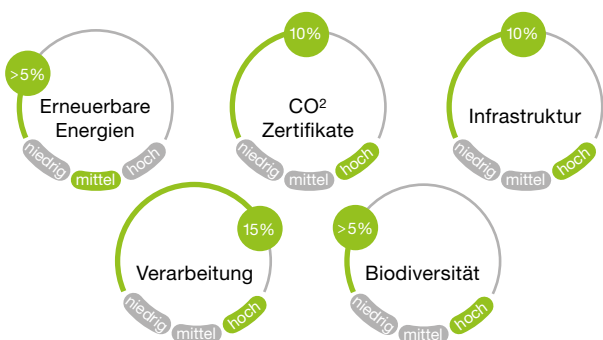 >5%
Erneuerbare
Energien
niedrig mittel hoch
10%
CO²
Zertifikate
niedrig mittel hoch
10%
Infrastruktur
niedrig mittel hoch
15%
Verarbeitung
niedrig mittel hoch
>5%
Biodiversität
niedrig mittel hoch